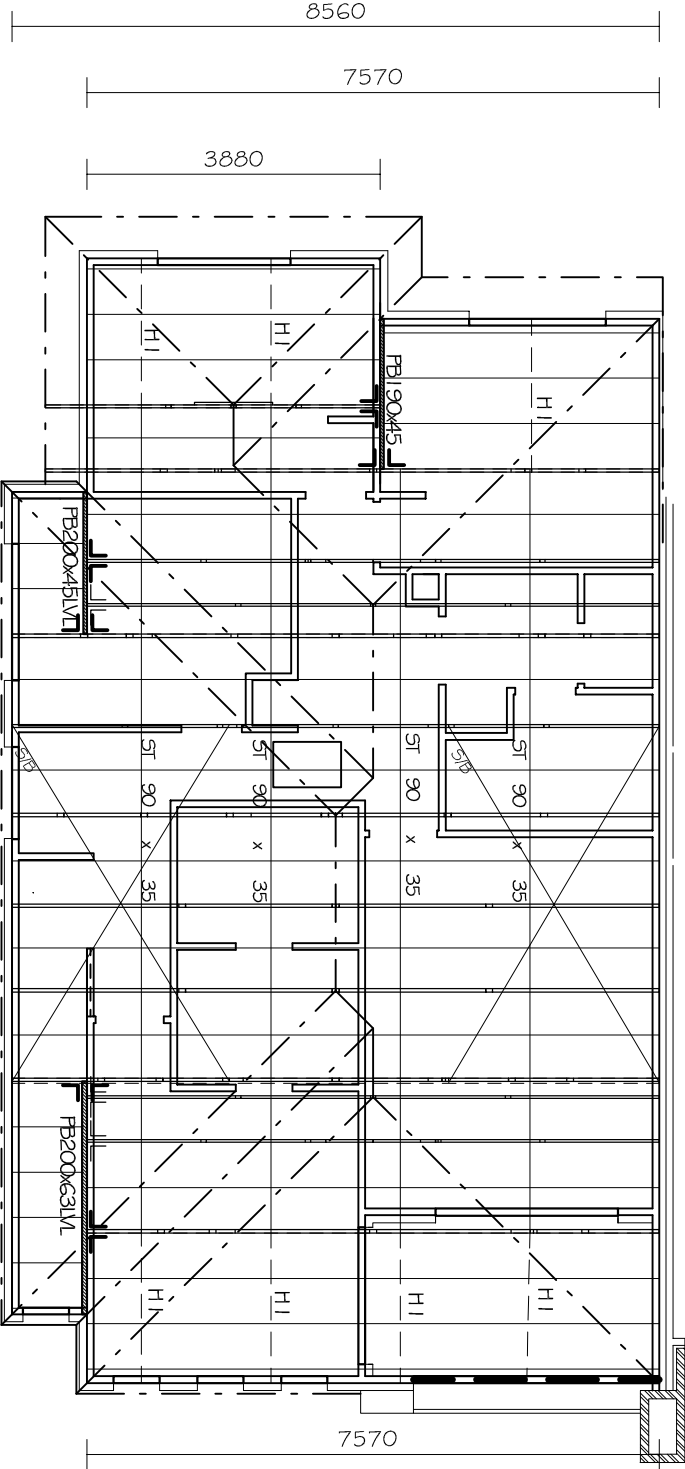 8560
7570
3880
H1
H1
H1
PB190x45
PB200x45LVL
S/B
ST 90 x 35
ST 90 x 35
ST 90 x 35
S/B
ST 90 x 35
PB200x63LVL
H1
H1
H1
H1
7570